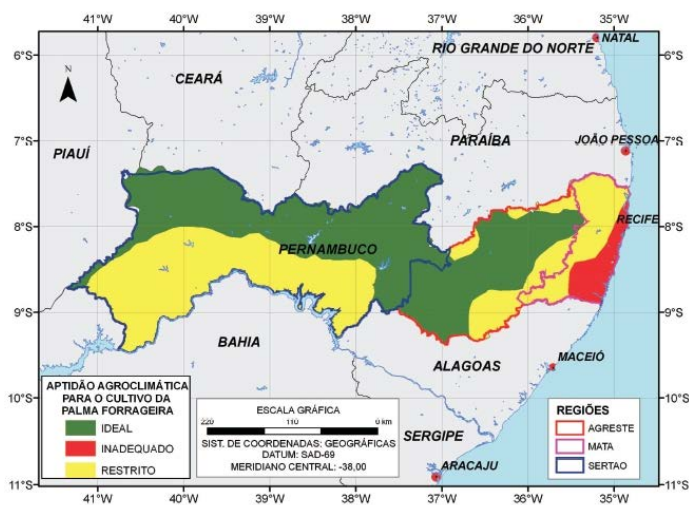 41°W 40°W 39°W 38°W 37°W 36°W 35°W
6°S 6°S
7°S 7°S
8°S 8°S
9°S 9°S
10°S 10°S
11°S 11°S
N
NATAL
RIO GRANDE DO NORTE
CEARÁ
PIAUÍ
PARAÍBA
JOÃO PESSOA
RECIFE
PERNAMBUCO
BAHIA
ALAGOAS
MACEIÓ
SERGIPE
ARACAJU
APTIDÃO AGROCLIMÁTICA
PARA O CULTIVO DA
PALMA FORRAGEIRA
IDEAL
INADEQUADO
RESTRITO
ESCALA GRÁFICA
220 110 0 km
SIST. DE COORDENADAS: GEOGRÁFICAS
DATUM: SAD-69
MERIDIANO CENTRAL: -38,00
REGIÕES
AGRESTE
MATA
SERTAO
41°W 40°W 39°W 38°W 37°W 36°W 35°W